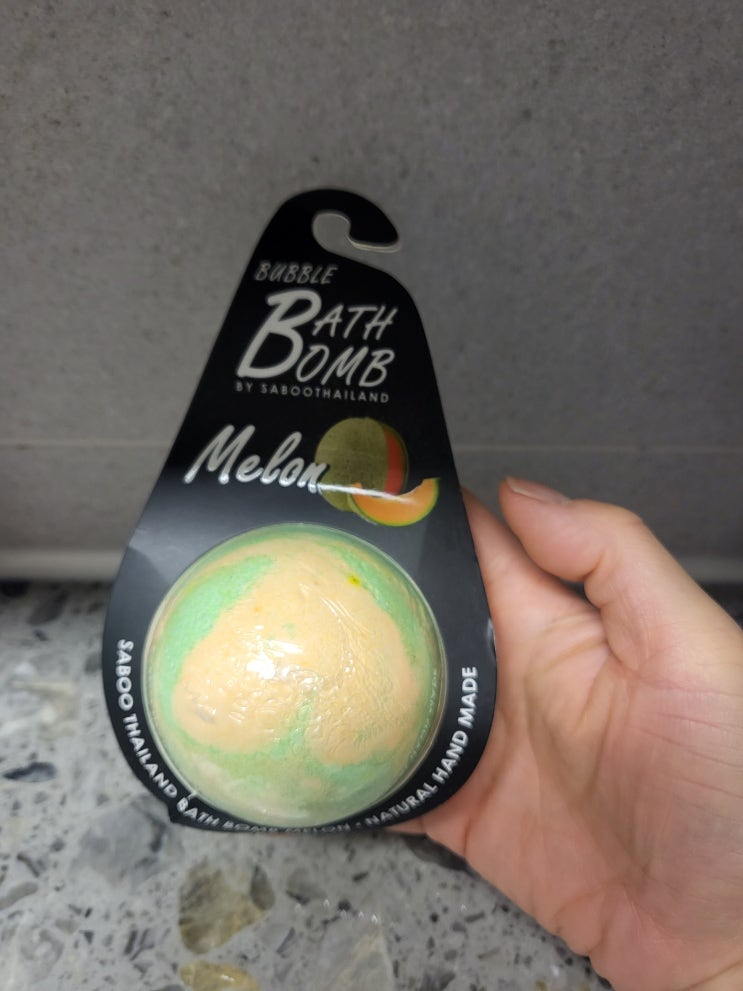 BUBBLE
BATH
BOMB
BY SABOOTHAILAND
Melon
SABOO THAILAND BATH BOMB MELON • NATURAL HAND MADE